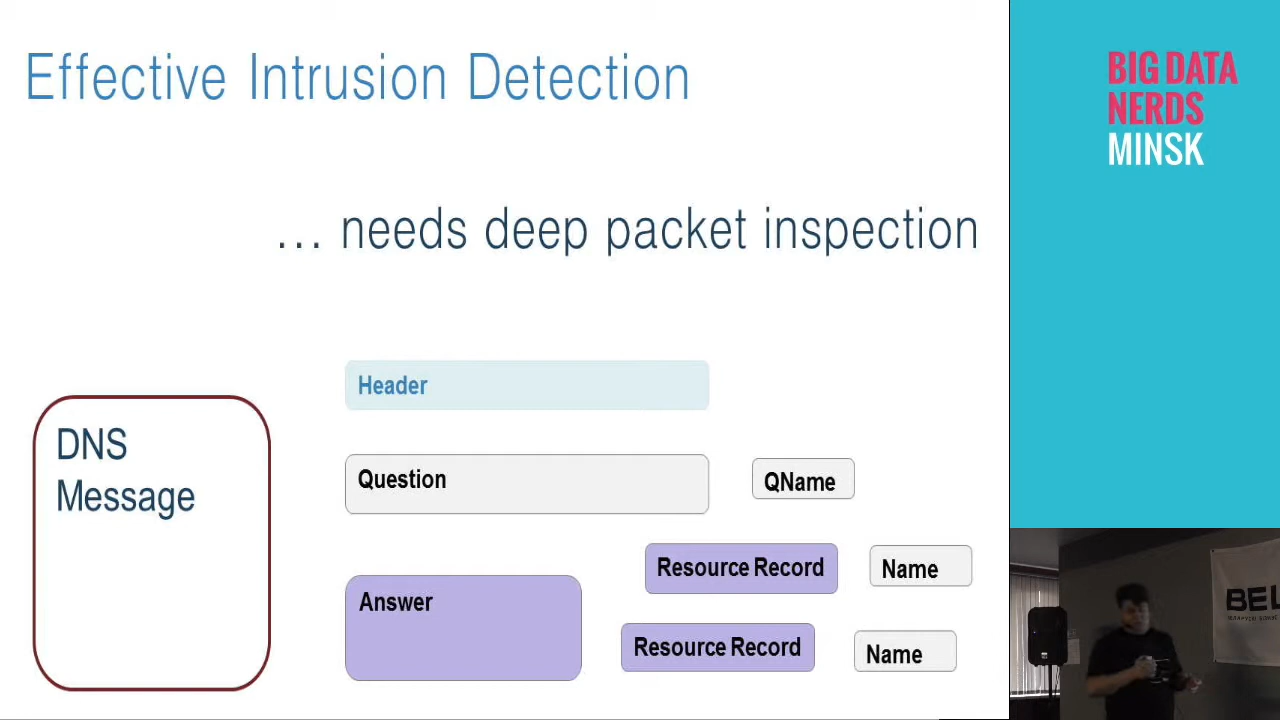 Effective Intrusion Detection
BIG DATA
NERDS
MINSK
... needs deep packet inspection
Header
DNS
Message
Question
QName
Resource Record
Name
Answer
Resource Record
Name
BEL